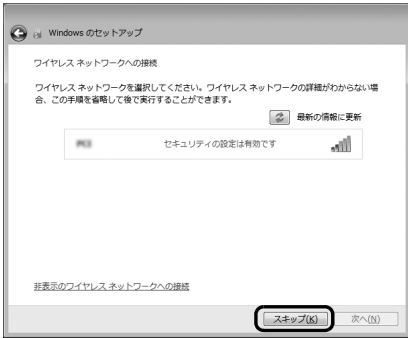 Windows のセットアップ
ワイヤレス ネットワークへの接続
ワイヤレス ネットワークを選択してください。ワイヤレス ネットワークの詳細がわからない場
合、この手順を省略して後で実行することができます。
最新の情報に更新
セキュリティの設定は有効です
非表示のワイヤレス ネットワークへの接続
スキップ(K) 次へ(N)